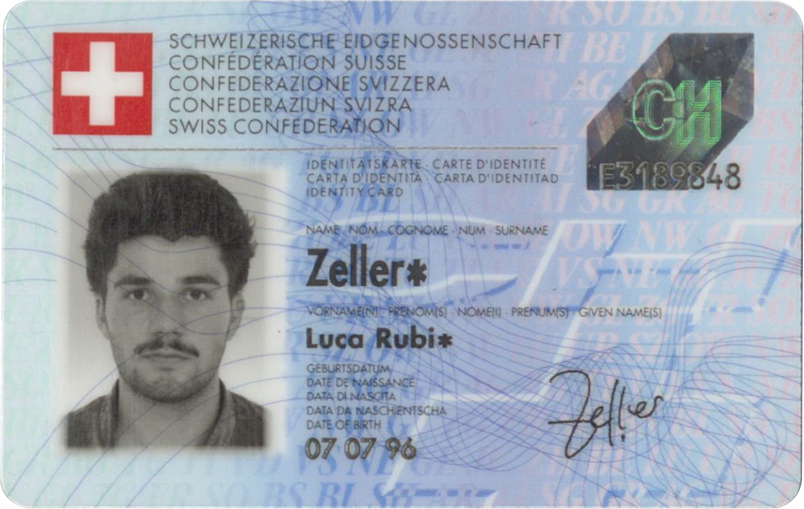 SCHWEIZERISCHE EIDGENOSSENSCHAFT
CONFÉDÉRATION SUISSE
CONFEDERAZIONE SVIZZERA
CONFEDERAZIUN SVIZRA
SWISS CONFEDERATION
CH
E3189848
IDENTITÄTSKARTE · CARTE D'IDENTITÉ
CARTA D'IDENTITÀ · CARTA D'IDENTITAD
IDENTITY CARD
NAME · NOM · COGNOME · NUM · SURNAME
Zeller*
VORNAME(N) · PRÉNOM(S) · NOME(I) · PRENUM(S) · GIVEN NAME(S)
Luca Rubi*
GEBURTSDATUM
DATE DE NAISSANCE
DATA DI NASCITA
DATA DA NASCHIENTSCHA
DATE OF BIRTH
07 07 96
Zeller